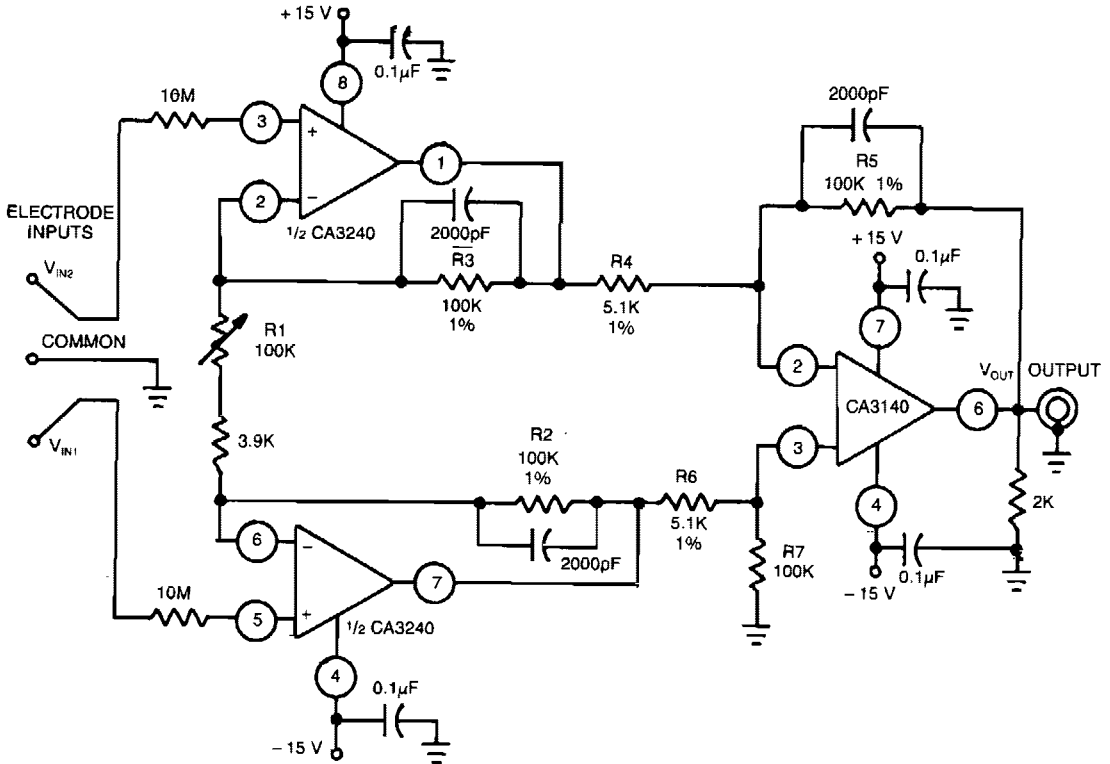 +15 V
0.1µF
8
10M
3
+
1
2
−
1/2 CA3240
2000pF
R3
100K
1%
ELECTRODE
INPUTS
VIN2
COMMON
VIN1
R1
100K
3.9K
R4
5.1K
1%
2000pF
R5
100K 1%
+15 V
0.1µF
7
2
CA3140
3
6
VOUT
OUTPUT
4
2K
0.1µF
−15 V
R2
100K
1%
2000pF
R6
5.1K
1%
R7
100K
6
−
7
10M
5
+
1/2 CA3240
4
0.1µF
−15 V